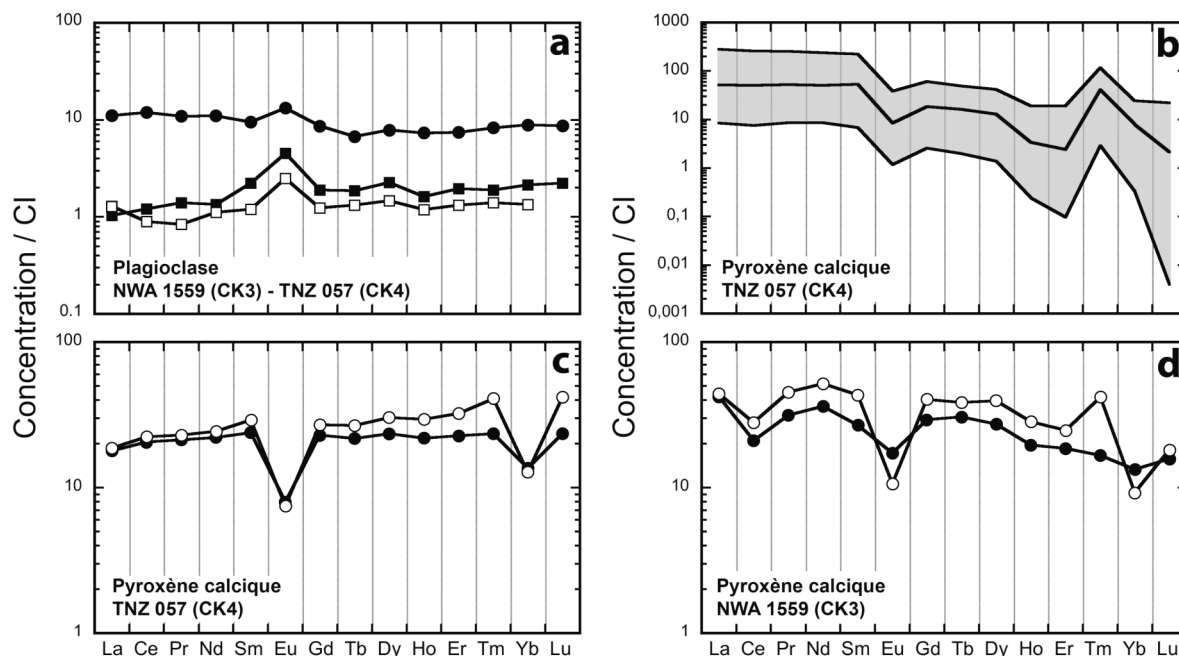 Concentration / CI
100
10
1
0.1
a
Plagioclase
NWA 1559 (CK3) - TNZ 057 (CK4)
Concentration / CI
1000
100
10
1
0,1
0,01
0,001
b
Pyroxène calcique
TNZ 057 (CK4)
100
10
1
c
Pyroxène calcique
TNZ 057 (CK4)
La Ce Pr Nd Sm Eu Gd Tb Dy Ho Er Tm Yb Lu
100
10
1
d
Pyroxène calcique
NWA 1559 (CK3)
La Ce Pr Nd Sm Eu Gd Tb Dy Ho Er Tm Yb Lu